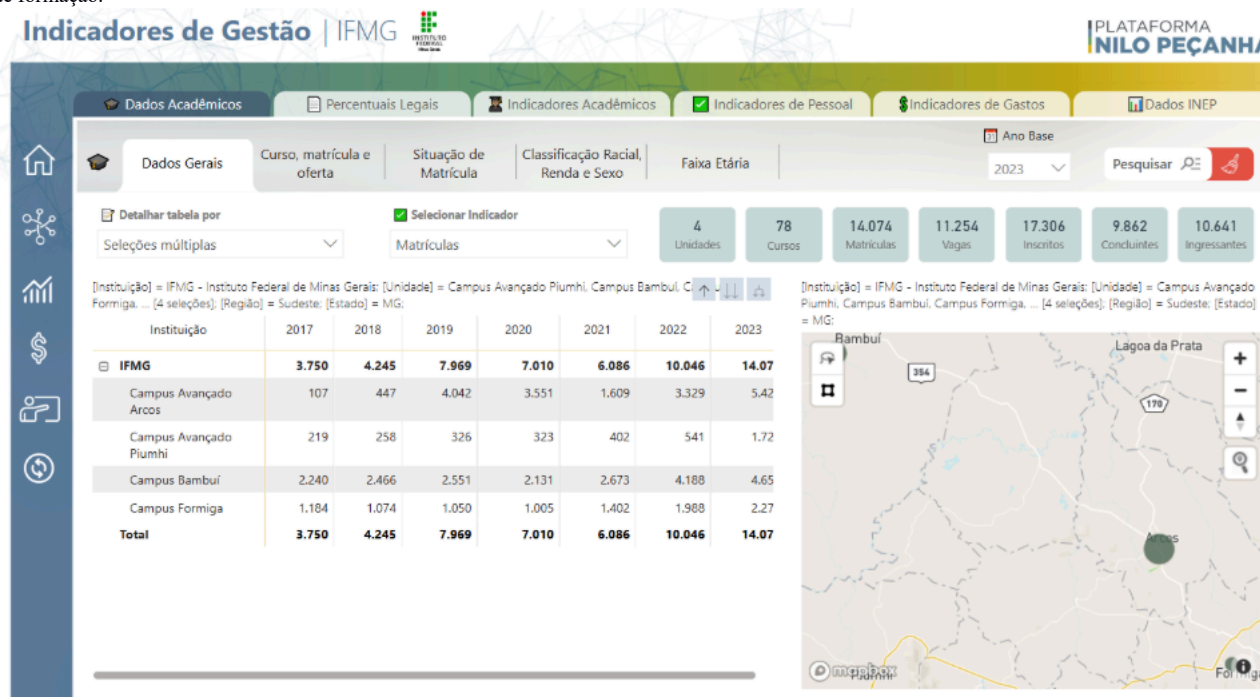 de formação.
Indicadores de Gestão | IFMG
INSTITUTO
FEDERAL
Minas Gerais
PLATAFORMA
NILO PEÇANHA
Dados Acadêmicos
Percentuais Legais
Indicadores Acadêmicos
Indicadores de Pessoal
Indicadores de Gastos
Dados INEP
Dados Gerais
Curso, matrícula e
oferta
Situação de
Matrícula
Classificação Racial,
Renda e Sexo
Faixa Etária
Ano Base
2023
Pesquisar
Detalhar tabela por
Seleções múltiplas
Selecionar Indicador
Matrículas
4
Unidades
78
Cursos
14.074
Matrículas
11.254
Vagas
17.306
Inscritos
9.862
Concluintes
10.641
Ingressantes
[Instituição] = IFMG - Instituto Federal de Minas Gerais; [Unidade] = Campus Avançado Piumhi, Campus Bambuí, C
Formiga, ... [4 seleções]; [Região] = Sudeste; [Estado] = MG;
Instituição 2017 2018 2019 2020 2021 2022 2023
IFMG 3.750 4.245 7.969 7.010 6.086 10.046 14.07
Campus Avançado
Arcos 107 447 4.042 3.551 1.609 3.329 5.42
Campus Avançado
Piumhi 219 258 326 323 402 541 1.72
Campus Bambuí 2.240 2.466 2.551 2.131 2.673 4.188 4.65
Campus Formiga 1.184 1.074 1.050 1.005 1.402 1.988 2.27
Total 3.750 4.245 7.969 7.010 6.086 10.046 14.07
[Instituição] = IFMG - Instituto Federal de Minas Gerais; [Unidade] = Campus Avançado
Piumhi, Campus Bambuí, Campus Formiga, ... [4 seleções]; [Região] = Sudeste; [Estado]
= MG;
Bambuí
Lagoa da Prata
354
170
Arcos
mapbox
Piumhi
Formiga